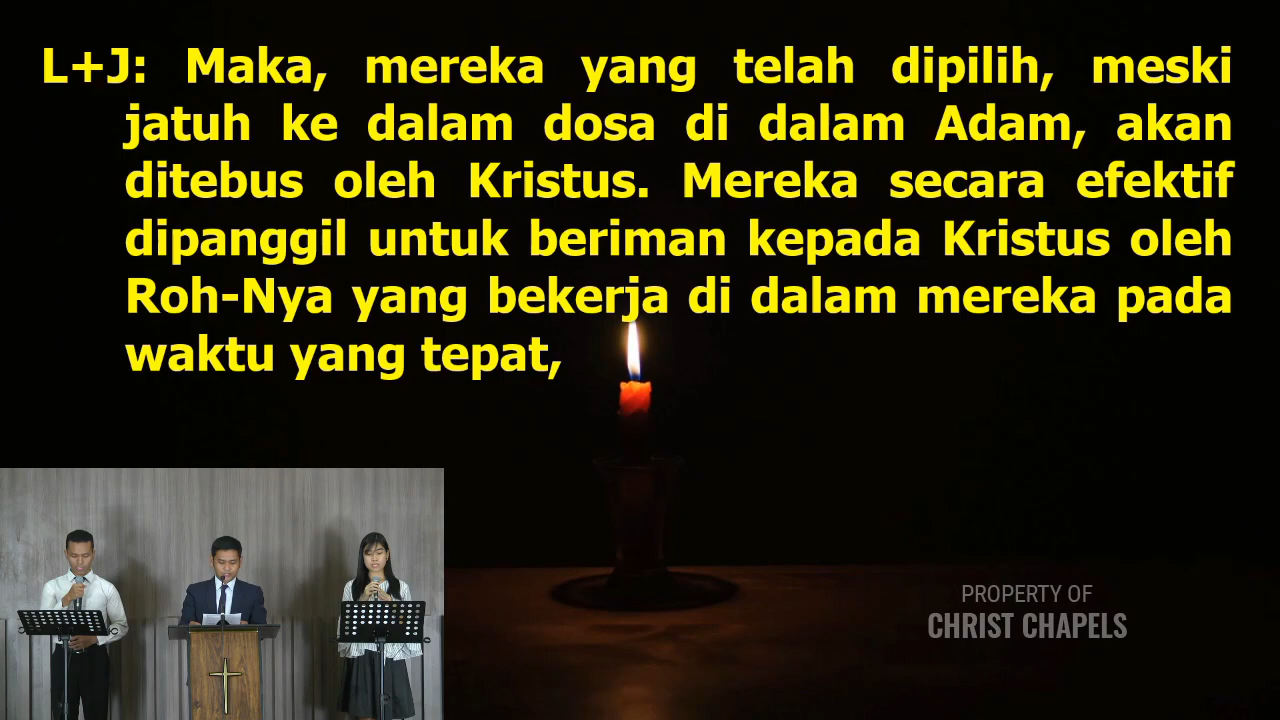 L+J: Maka, mereka yang telah dipilih, meski
jatuh ke dalam dosa di dalam Adam, akan
ditebus oleh Kristus. Mereka secara efektif
dipanggil untuk beriman kepada Kristus oleh
Roh-Nya yang bekerja di dalam mereka pada
waktu yang tepat,
PROPERTY OF
CHRIST CHAPELS